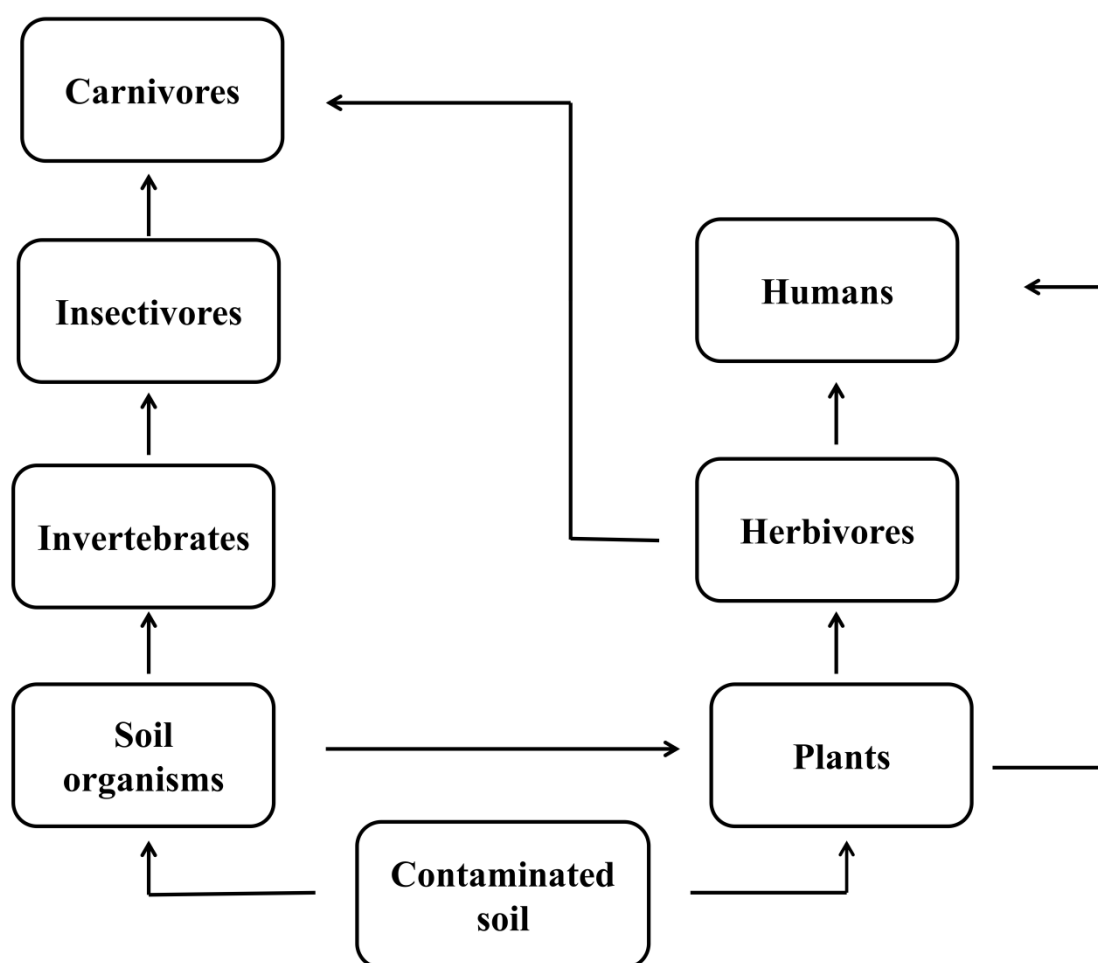 Carnivores
Insectivores
Humans
Invertebrates
Herbivores
Soil
organisms
Plants
Contaminated
soil